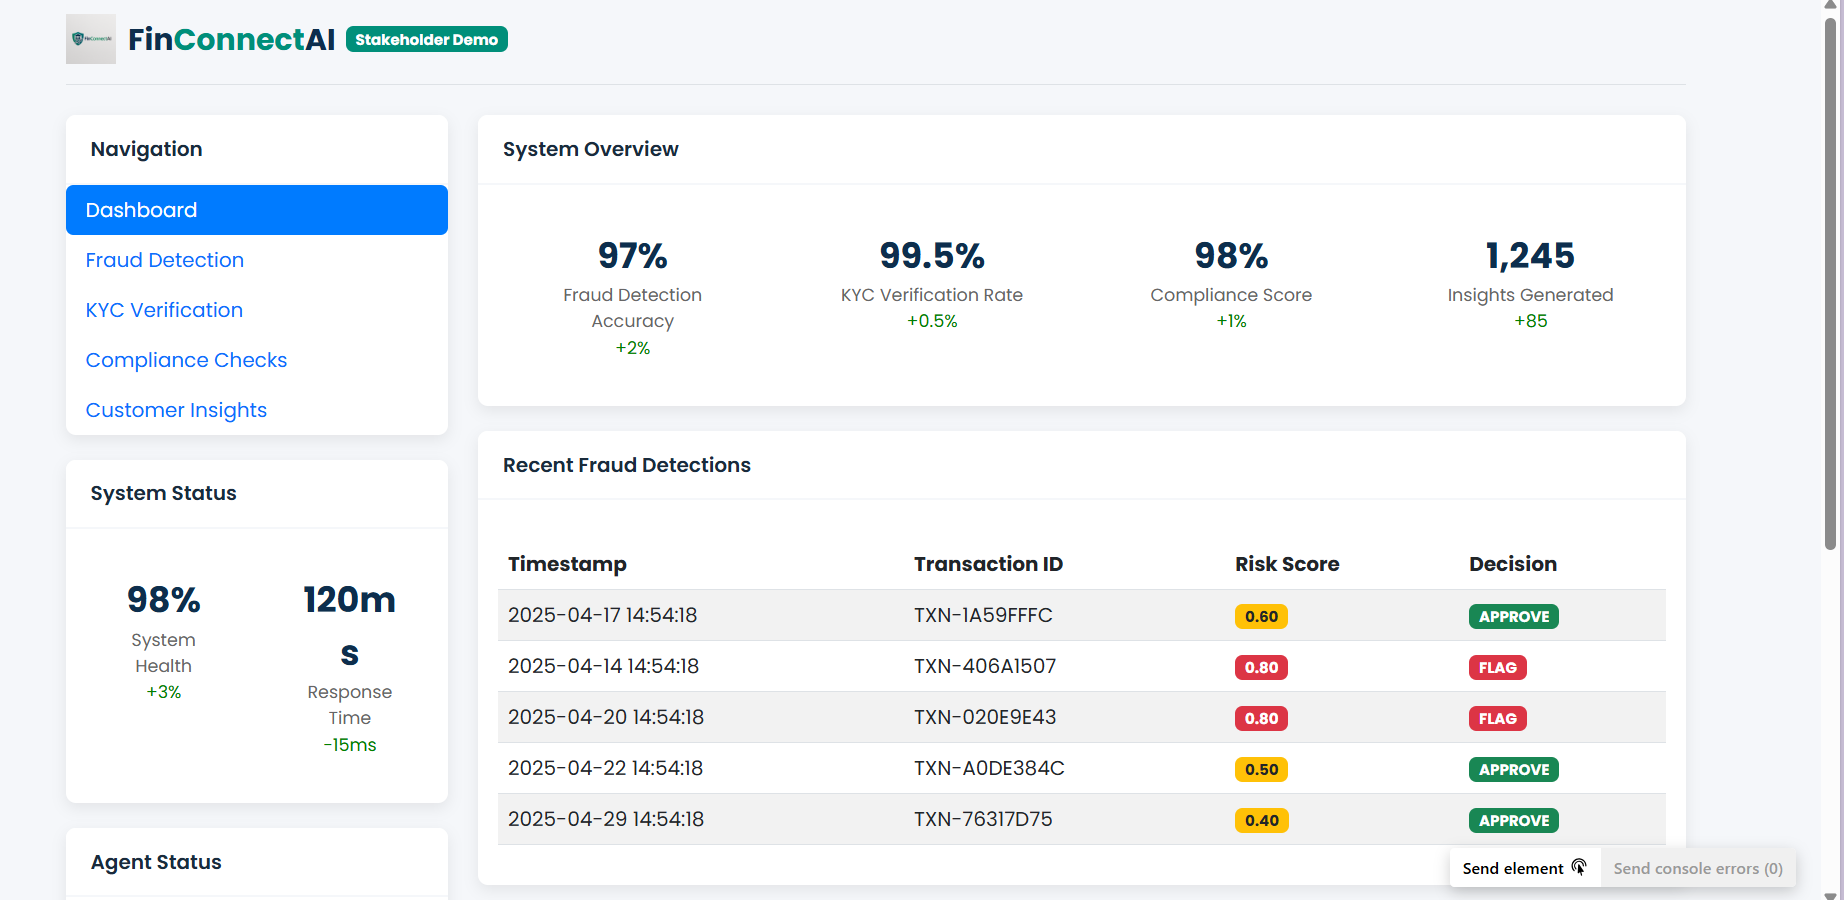 FinConnectAI
FinConnectAI Stakeholder Demo
Navigation
Dashboard
Fraud Detection
KYC Verification
Compliance Checks
Customer Insights
System Status
98%
System
Health
+3%
120m
s
Response
Time
-15ms
Agent Status
System Overview
97%
Fraud Detection
Accuracy
+2%
99.5%
KYC Verification Rate
+0.5%
98%
Compliance Score
+1%
1,245
Insights Generated
+85
Recent Fraud Detections
Timestamp Transaction ID Risk Score Decision
2025-04-17 14:54:18 TXN-1A59FFFC 0.60 APPROVE
2025-04-14 14:54:18 TXN-406A1507 0.80 FLAG
2025-04-20 14:54:18 TXN-020E9E43 0.80 FLAG
2025-04-22 14:54:18 TXN-A0DE384C 0.50 APPROVE
2025-04-29 14:54:18 TXN-76317D75 0.40 APPROVE
Send element Send console errors (0)